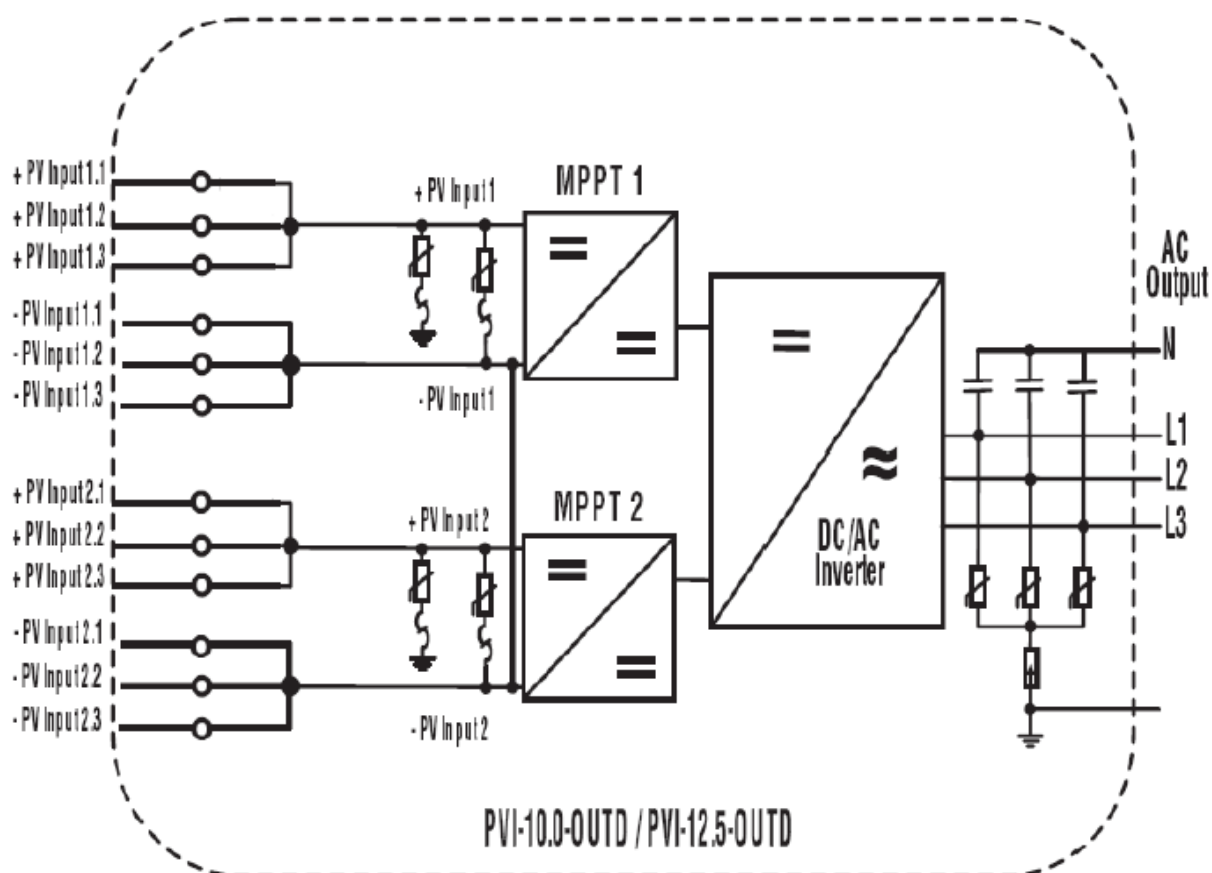 + PV Input 1.1
+ PV Input 1.2
+ PV Input 1.3
- PV Input 1.1
- PV Input 1.2
- PV Input 1.3
+ PV Input 1
- PV Input 1
MPPT 1
+ PV Input 2.1
+ PV Input 2.2
+ PV Input 2.3
- PV Input 2.1
- PV Input 2.2
- PV Input 2.3
+ PV Input 2
- PV Input 2
MPPT 2
DC/AC
Inverter
AC
Output
N
L1
L2
L3
PVI-10.0-OUTD / PVI-12.5-OUTD